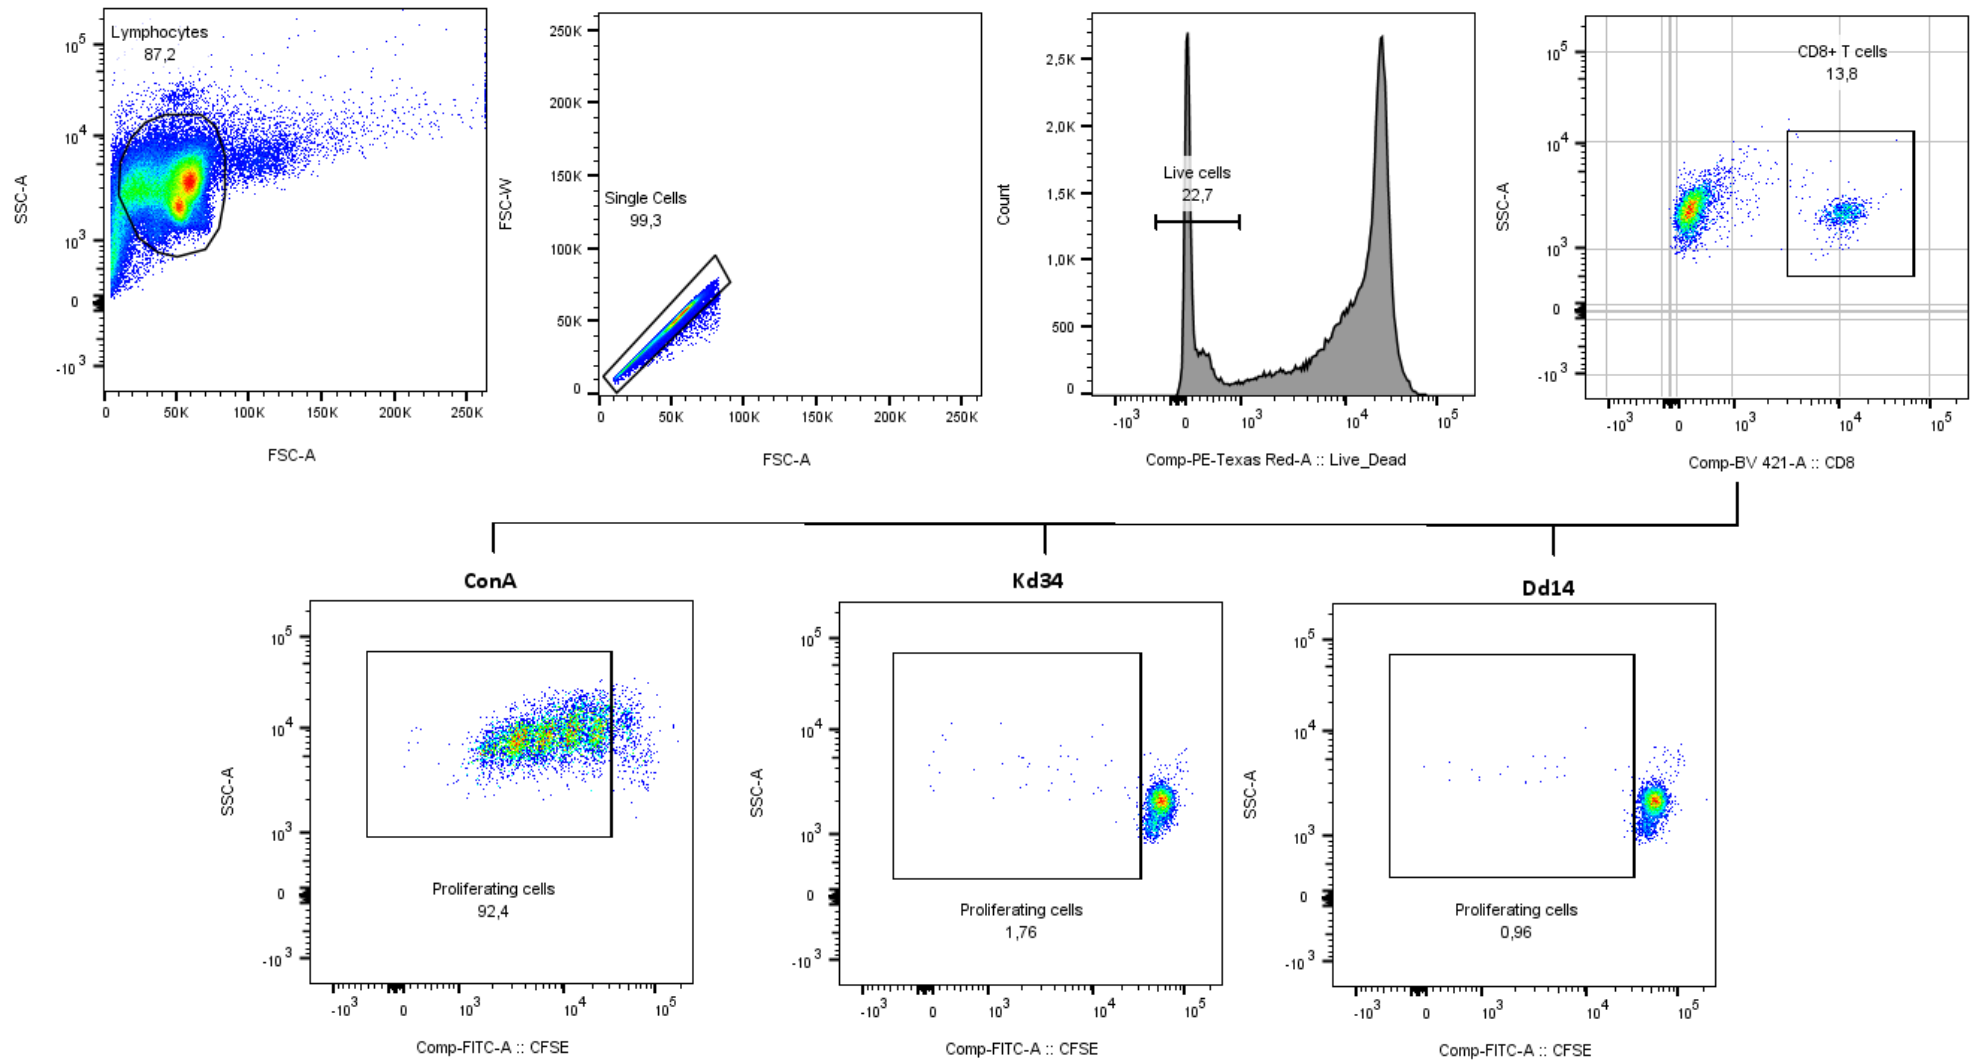 Lymphocytes
87,2
10^5
10^4
10^3
0
-10^3
SSC-A
0 50K 100K 150K 200K 250K
FSC-A
250K
200K
150K
100K
50K
0
FSC-W
Single Cells
99,3
0 50K 100K 150K 200K 250K
FSC-A
2,5K
2,0K
1,5K
1,0K
500
0
Count
Live cells
22,7
-10^3 0 10^3 10^4 10^5
Comp-PE-Texas Red-A :: Live_Dead
CD8+ T cells
13,8
10^5
10^4
10^3
0
-10^3
SSC-A
-10^3 0 10^3 10^4 10^5
Comp-BV 421-A :: CD8
ConA
10^5
10^4
10^3
0
-10^3
SSC-A
Proliferating cells
92,4
-10^3 0 10^3 10^4 10^5
Comp-FITC-A :: CFSE
Kd34
10^5
10^4
10^3
0
-10^3
SSC-A
Proliferating cells
1,76
-10^3 0 10^3 10^4 10^5
Comp-FITC-A :: CFSE
Dd14
10^5
10^4
10^3
0
-10^3
SSC-A
Proliferating cells
0,96
-10^3 0 10^3 10^4 10^5
Comp-FITC-A :: CFSE